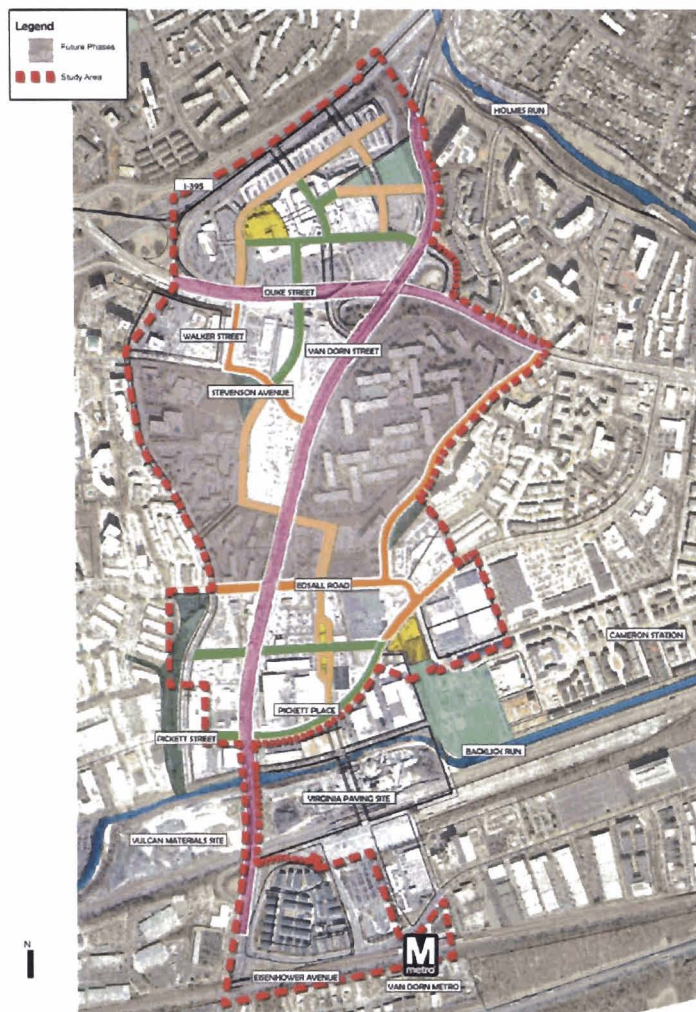 Legend
Future Phases
Study Area
HOLMES RUN
I-395
DUKE STREET
WALKER STREET
VAN DORN STREET
STEVENSON AVENUE
EDSALL ROAD
CAMERON STATION
PICKETT PLACE
PICKETT STREET
BACKLICK RUN
VIRGINIA PAVING SITE
VULCAN MATERIALS SITE
N
M
metro
EISENHOWER AVENUE
VAN DORN METRO